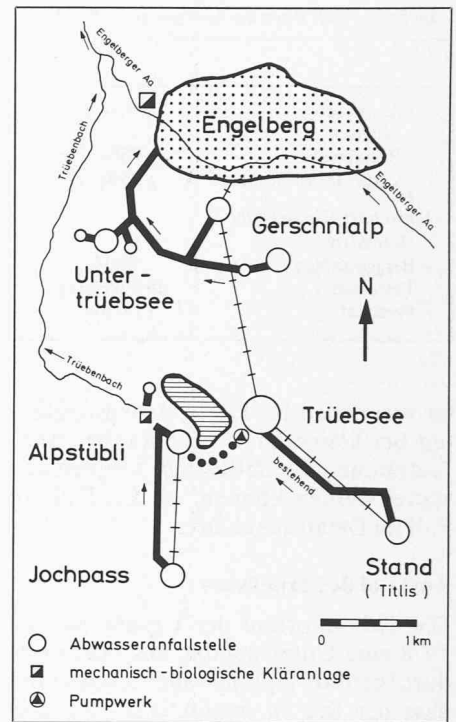 Engelberger Aa
Trüebenbach
Engelberg
Engelberger Aa
Gerschnialp
Unter-
trüebsee
N
Trüebenbach
Trüebsee
Alpstübli
bestehend
Jochpass
Stand
( Titlis )
0 1 km
Abwasseranfallstelle
mechanisch-biologische Kläranlage
Pumpwerk